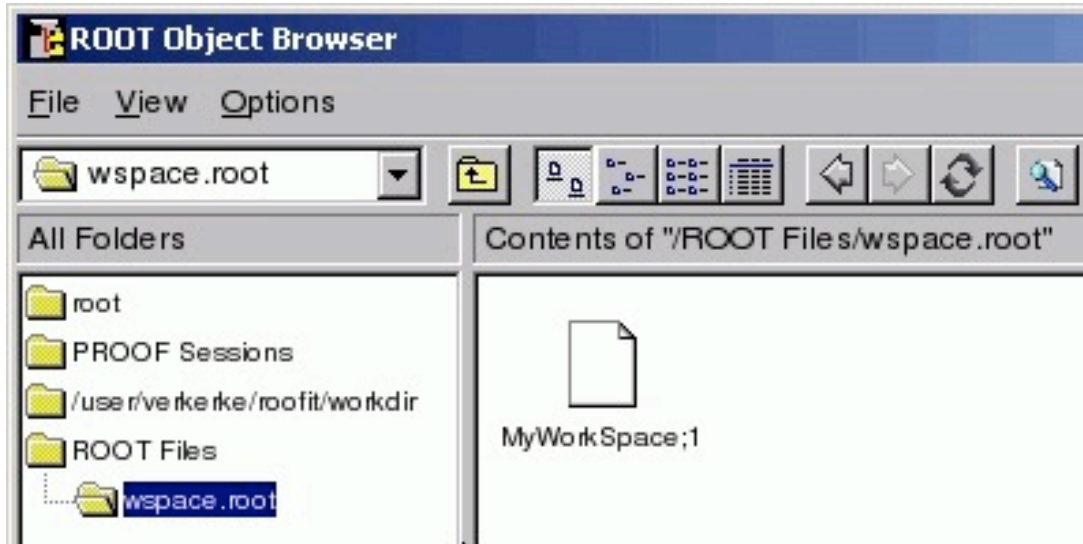 ROOT Object Browser
File View Options
wspace.root
All Folders
Contents of "/ROOT Files/wspace.root"
root
PROOF Sessions
/user/verkerke/roofit/workdir
ROOT Files
wspace.root
MyWorkSpace;1